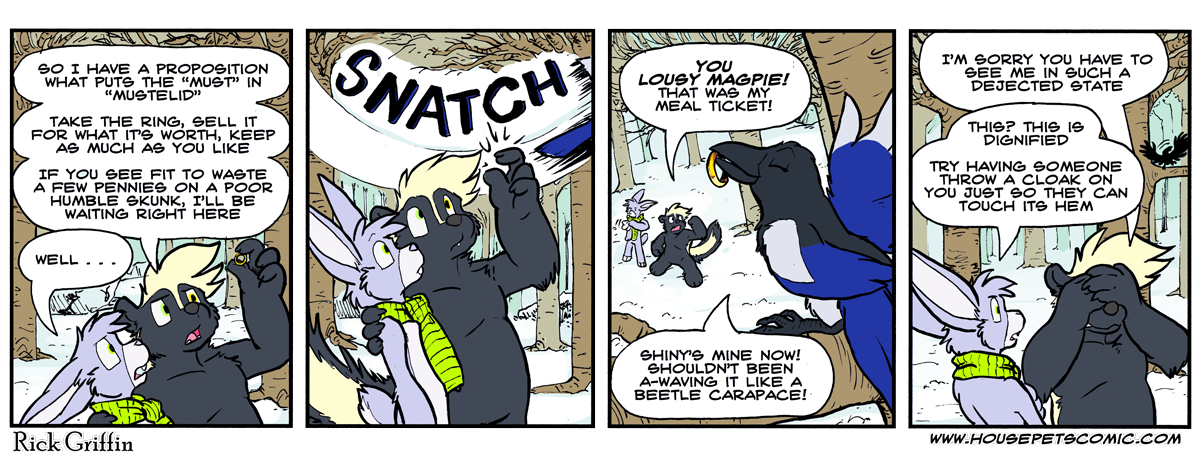 SO I HAVE A PROPOSITION
WHAT PUTS THE "MUST" IN
"MUSTELID"
TAKE THE RING, SELL IT
FOR WHAT IT'S WORTH, KEEP
AS MUCH AS YOU LIKE
IF YOU SEE FIT TO WASTE
A FEW PENNIES ON A POOR
HUMBLE SKUNK, I'LL BE
WAITING RIGHT HERE
WELL . . . .
SNATCH
YOU
LOUSY MAGPIE!
THAT WAS MY
MEAL TICKET!
SHINY'S MINE NOW!
SHOULDN'T BEEN
A-WAVING IT LIKE A
BEETLE CARAPACE!
I'M SORRY YOU HAVE TO
SEE ME IN SUCH A
DEJECTED STATE
THIS? THIS IS
DIGNIFIED
TRY HAVING SOMEONE
THROW A CLOAK ON
YOU JUST SO THEY CAN
TOUCH ITS HEM
Rick Griffin
WWW.HOUSEPETSCOMIC.COM